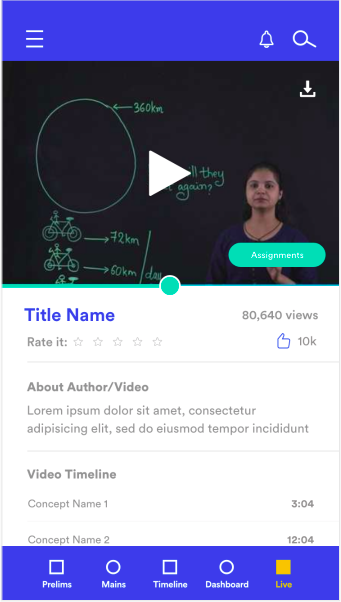 360km
ll they
again?
72km
60km
day
Assignments
Title Name
80,640 views
Rate it:
10k
About Author/Video
Lorem ipsum dolor sit amet, consectetur
adipisicing elit, sed do eiusmod tempor incididunt
Video Timeline
Concept Name 1
3:04
Concept Name 2
12:04
Prelims
Mains
Timeline
Dashboard
Live